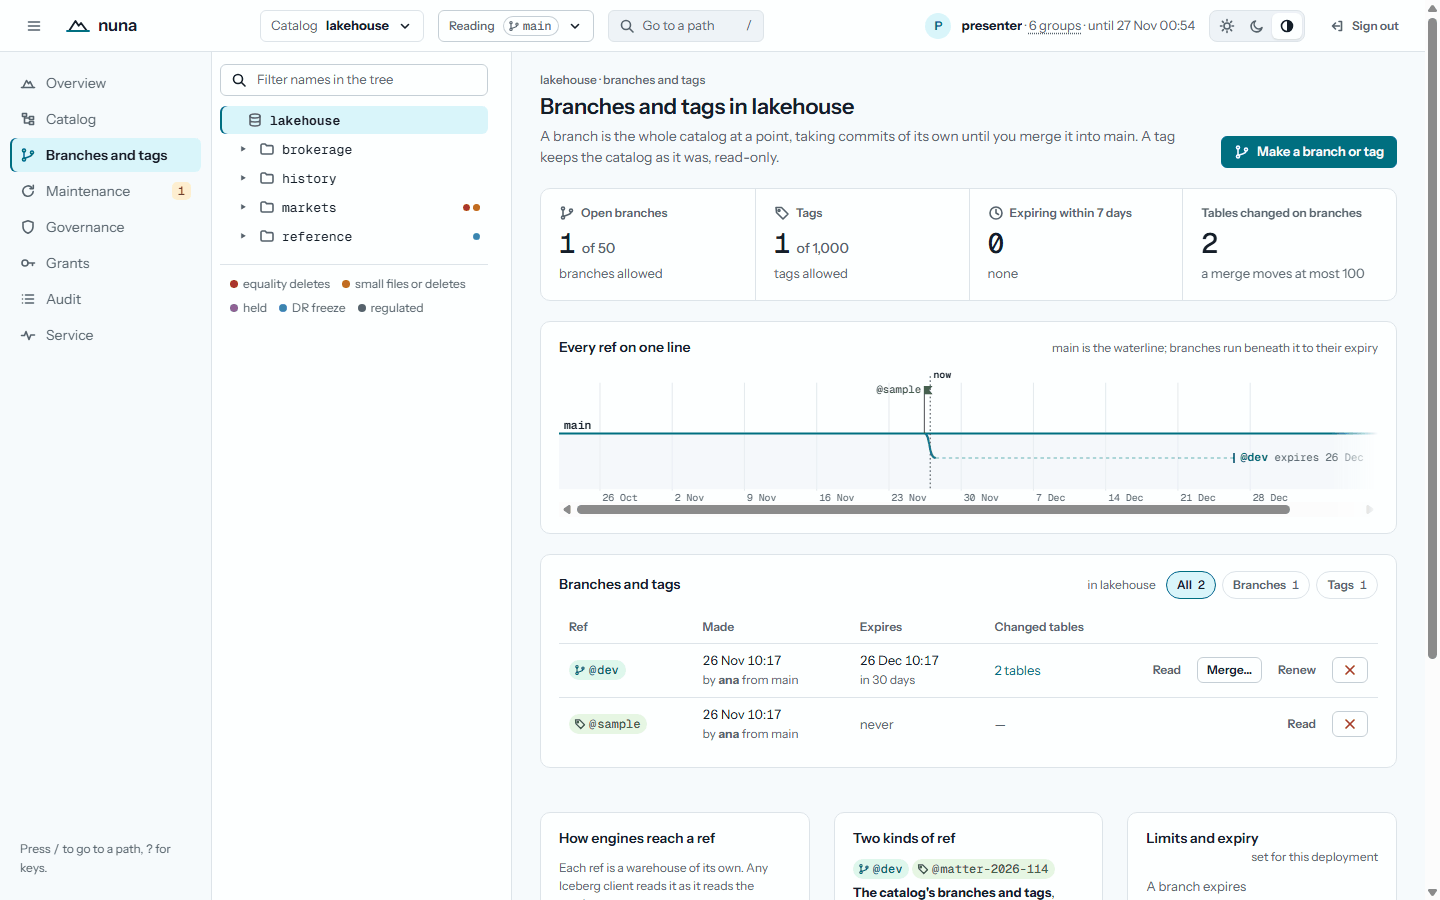 nuna
Catalog lakehouse
Reading main
Go to a path /
P presenter · 6 groups · until 27 Nov 00:54
Sign out
Overview
Catalog
Branches and tags
Maintenance 1
Governance
Grants
Audit
Service
Press / to go to a path, ? for
keys.
Filter names in the tree
lakehouse
brokerage
history
markets
reference
equality deletes small files or deletes
held DR freeze regulated
lakehouse · branches and tags
Branches and tags in lakehouse
A branch is the whole catalog at a point, taking commits of its own until you merge it into main. A tag
keeps the catalog as it was, read-only.
Make a branch or tag
Open branches
1 of 50
branches allowed
Tags
1 of 1,000
tags allowed
Expiring within 7 days
0
none
Tables changed on branches
2
a merge moves at most 100
Every ref on one line
main is the waterline; branches run beneath it to their expiry
now
@sample
main
@dev expires 26 Dec
26 Oct 2 Nov 9 Nov 16 Nov 23 Nov 30 Nov 7 Dec 14 Dec 21 Dec 28 Dec
Branches and tags
in lakehouse All 2 Branches 1 Tags 1
Ref Made Expires Changed tables
@dev 26 Nov 10:17 26 Dec 10:17 2 tables Read Merge... Renew
by ana from main in 30 days
@sample 26 Nov 10:17 never — Read
by ana from main
How engines reach a ref
Each ref is a warehouse of its own. Any
Iceberg client reads it as it reads the
Two kinds of ref
@dev @matter-2026-114
The catalog's branches and tags,
Limits and expiry
set for this deployment
A branch expires